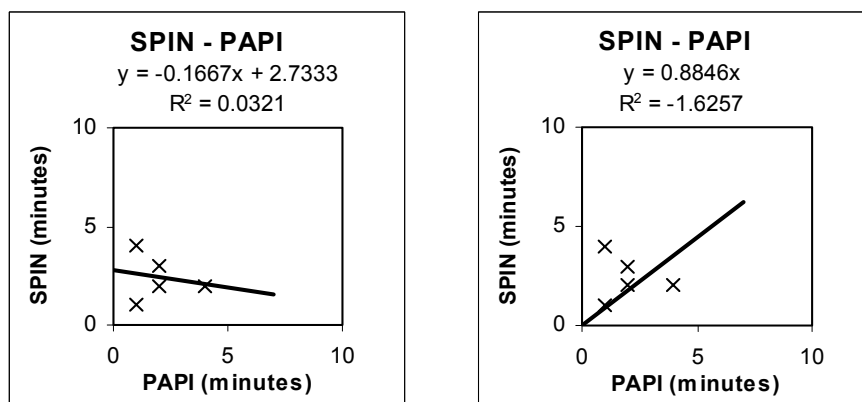 SPIN - PAPI
y = -0.1667x + 2.7333
R² = 0.0321
10
5
0
0 5 10
SPIN (minutes)
PAPI (minutes)
SPIN - PAPI
y = 0.8846x
R² = -1.6257
10
5
0
0 5 10
SPIN (minutes)
PAPI (minutes)